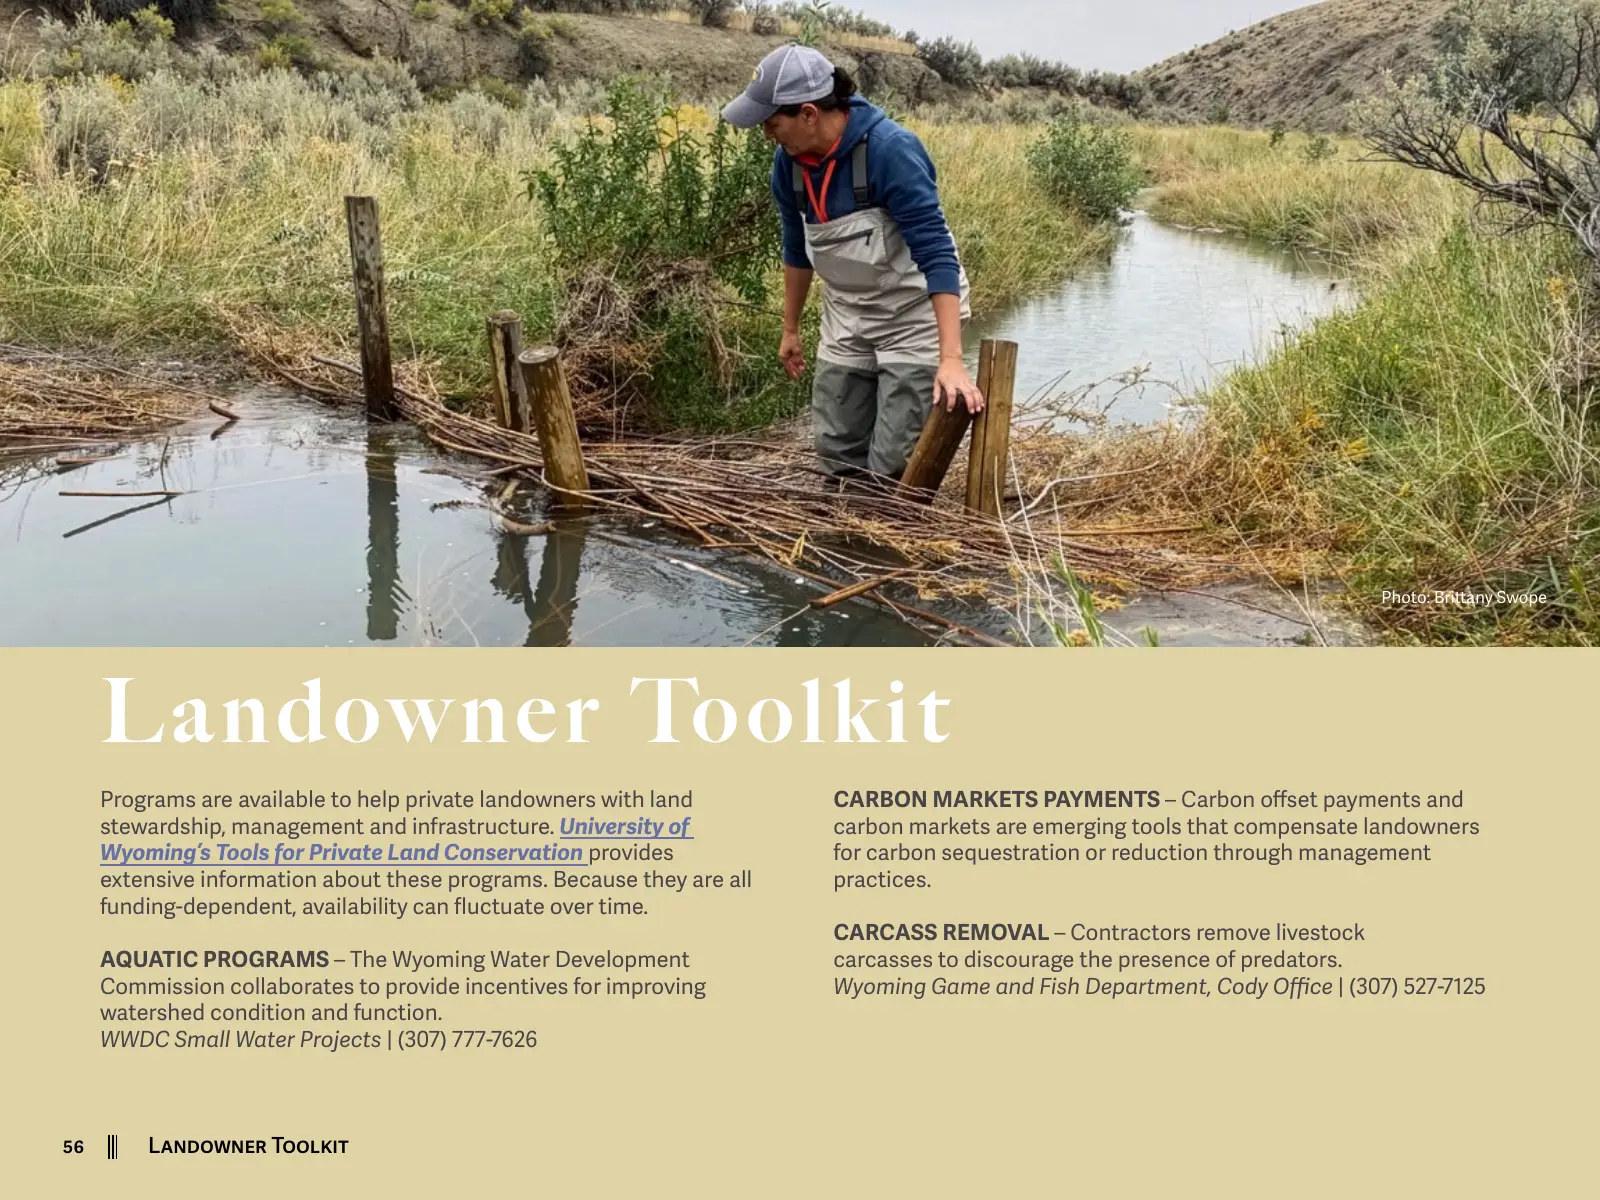 Photo: Brittany Swope
Landowner Toolkit
Programs are available to help private landowners with land
stewardship, management and infrastructure. University of
Wyoming's Tools for Private Land Conservation provides
extensive information about these programs. Because they are all
funding-dependent, availability can fluctuate over time.
AQUATIC PROGRAMS – The Wyoming Water Development
Commission collaborates to provide incentives for improving
watershed condition and function.
WWDC Small Water Projects | (307) 777-7626
CARBON MARKETS PAYMENTS – Carbon offset payments and
carbon markets are emerging tools that compensate landowners
for carbon sequestration or reduction through management
practices.
CARCASS REMOVAL – Contractors remove livestock
carcasses to discourage the presence of predators.
Wyoming Game and Fish Department, Cody Office | (307) 527-7125
56 Landowner Toolkit